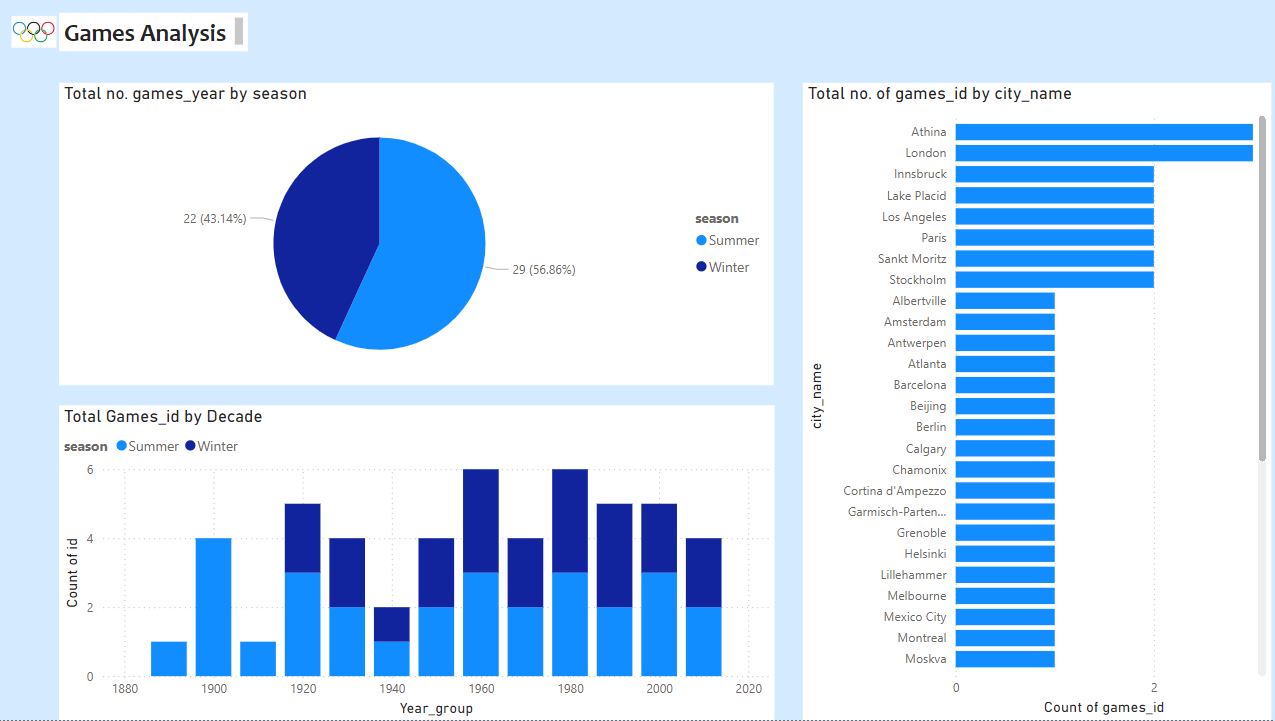 Games Analysis
Total no. games_year by season
22 (43.14%)
29 (56.86%)
season
Summer
Winter
Total Games_id by Decade
season Summer Winter
Count of id
6
4
2
0
1880 1900 1920 1940 1960 1980 2000 2020
Year_group
Total no. of games_id by city_name
city_name
Athina
London
Innsbruck
Lake Placid
Los Angeles
Paris
Sankt Moritz
Stockholm
Albertville
Amsterdam
Antwerpen
Atlanta
Barcelona
Beijing
Berlin
Calgary
Chamonix
Cortina d'Ampezzo
Garmisch-Parten...
Grenoble
Helsinki
Lillehammer
Melbourne
Mexico City
Montreal
Moskva
0 2
Count of games_id